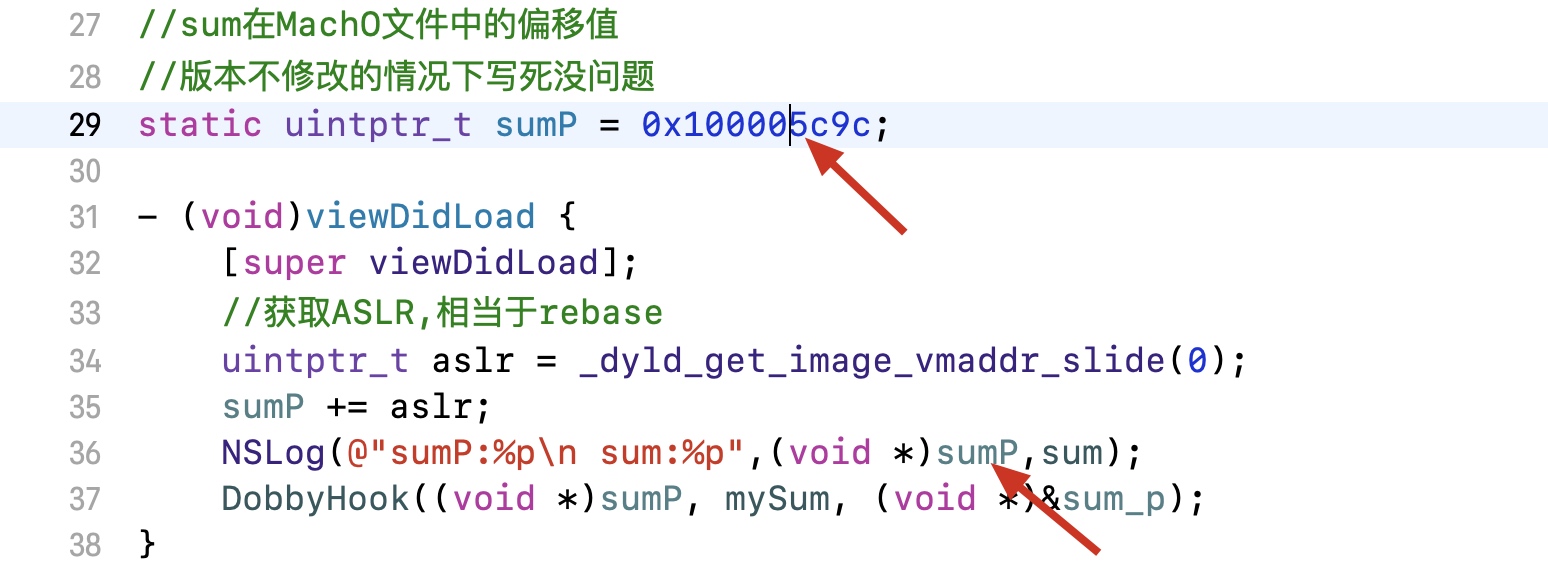 27 //sum在MachO文件中的偏移值
28 //版本不修改的情况下写死没问题
29 static uintptr_t sumP = 0x100005c9c;
30
31 - (void)viewDidLoad {
32 [super viewDidLoad];
33 //获取ASLR,相当于rebase
34 uintptr_t aslr = _dyld_get_image_vmaddr_slide(0);
35 sumP += aslr;
36 NSLog(@"sumP:%p\n sum:%p",(void *)sumP,sum);
37 DobbyHook((void *)sumP, mySum, (void *)&sum_p);
38 }